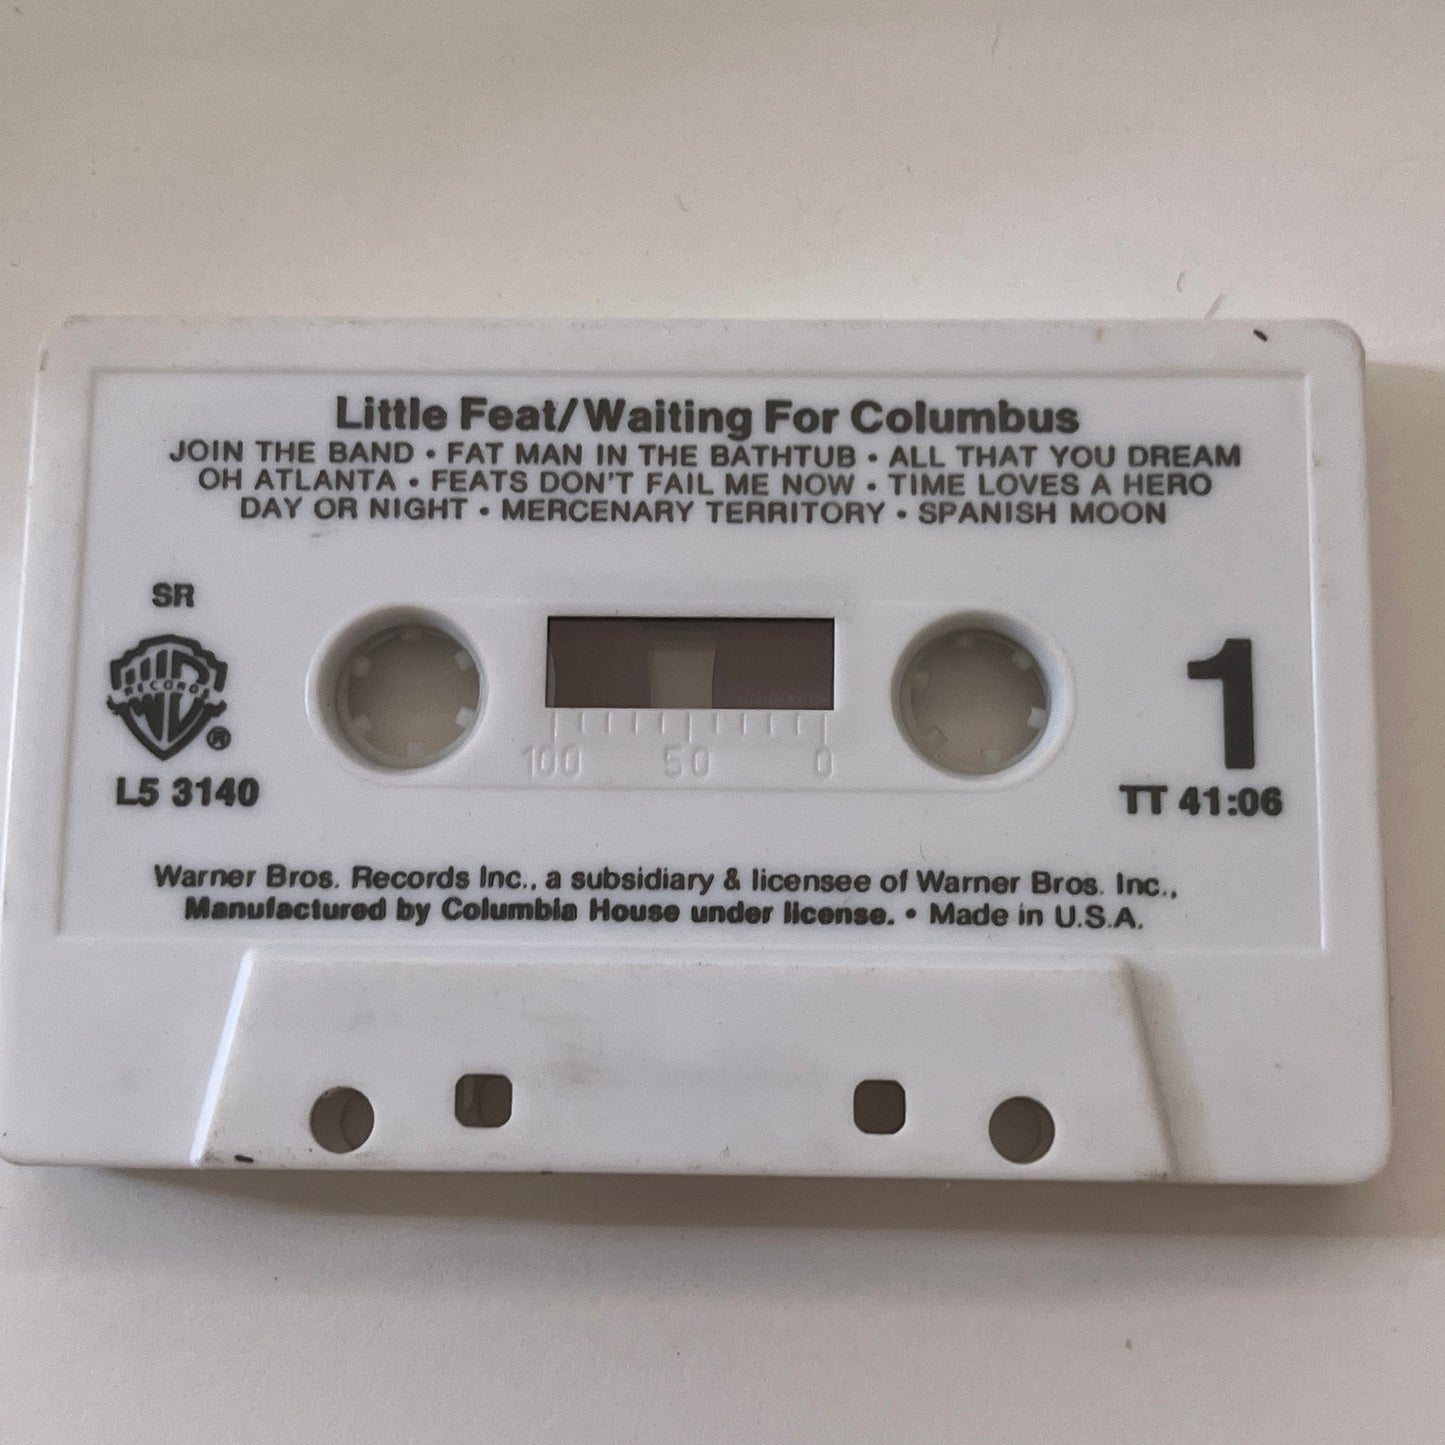 Little Feat/Waiting For Columbus
JOIN THE BAND • FAT MAN IN THE BATHTUB • ALL THAT YOU DREAM
OH ATLANTA • FEATS DON'T FAIL ME NOW • TIME LOVES A HERO
DAY OR NIGHT • MERCENARY TERRITORY • SPANISH MOON
SR
WB
RECORDS
®
L5 3140
100 50 0
1
TT 41:06
Warner Bros. Records Inc., a subsidiary & licensee of Warner Bros. Inc.,
Manufactured by Columbia House under license. • Made in U.S.A.